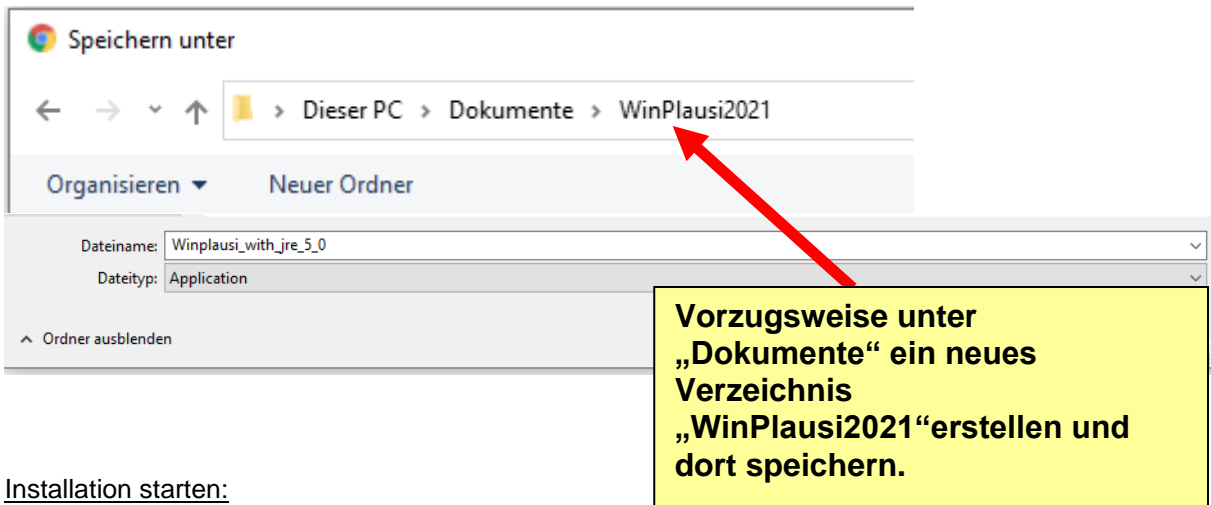 Speichern unter
Dieser PC > Dokumente > WinPlausi2021
Organisieren Neuer Ordner
Dateiname: Winplausi_with_jre_5_0
Dateityp: Application
Ordner ausblenden
Vorzugsweise unter
„Dokumente“ ein neues
Verzeichnis
„WinPlausi2021“erstellen und
dort speichern.
Installation starten: